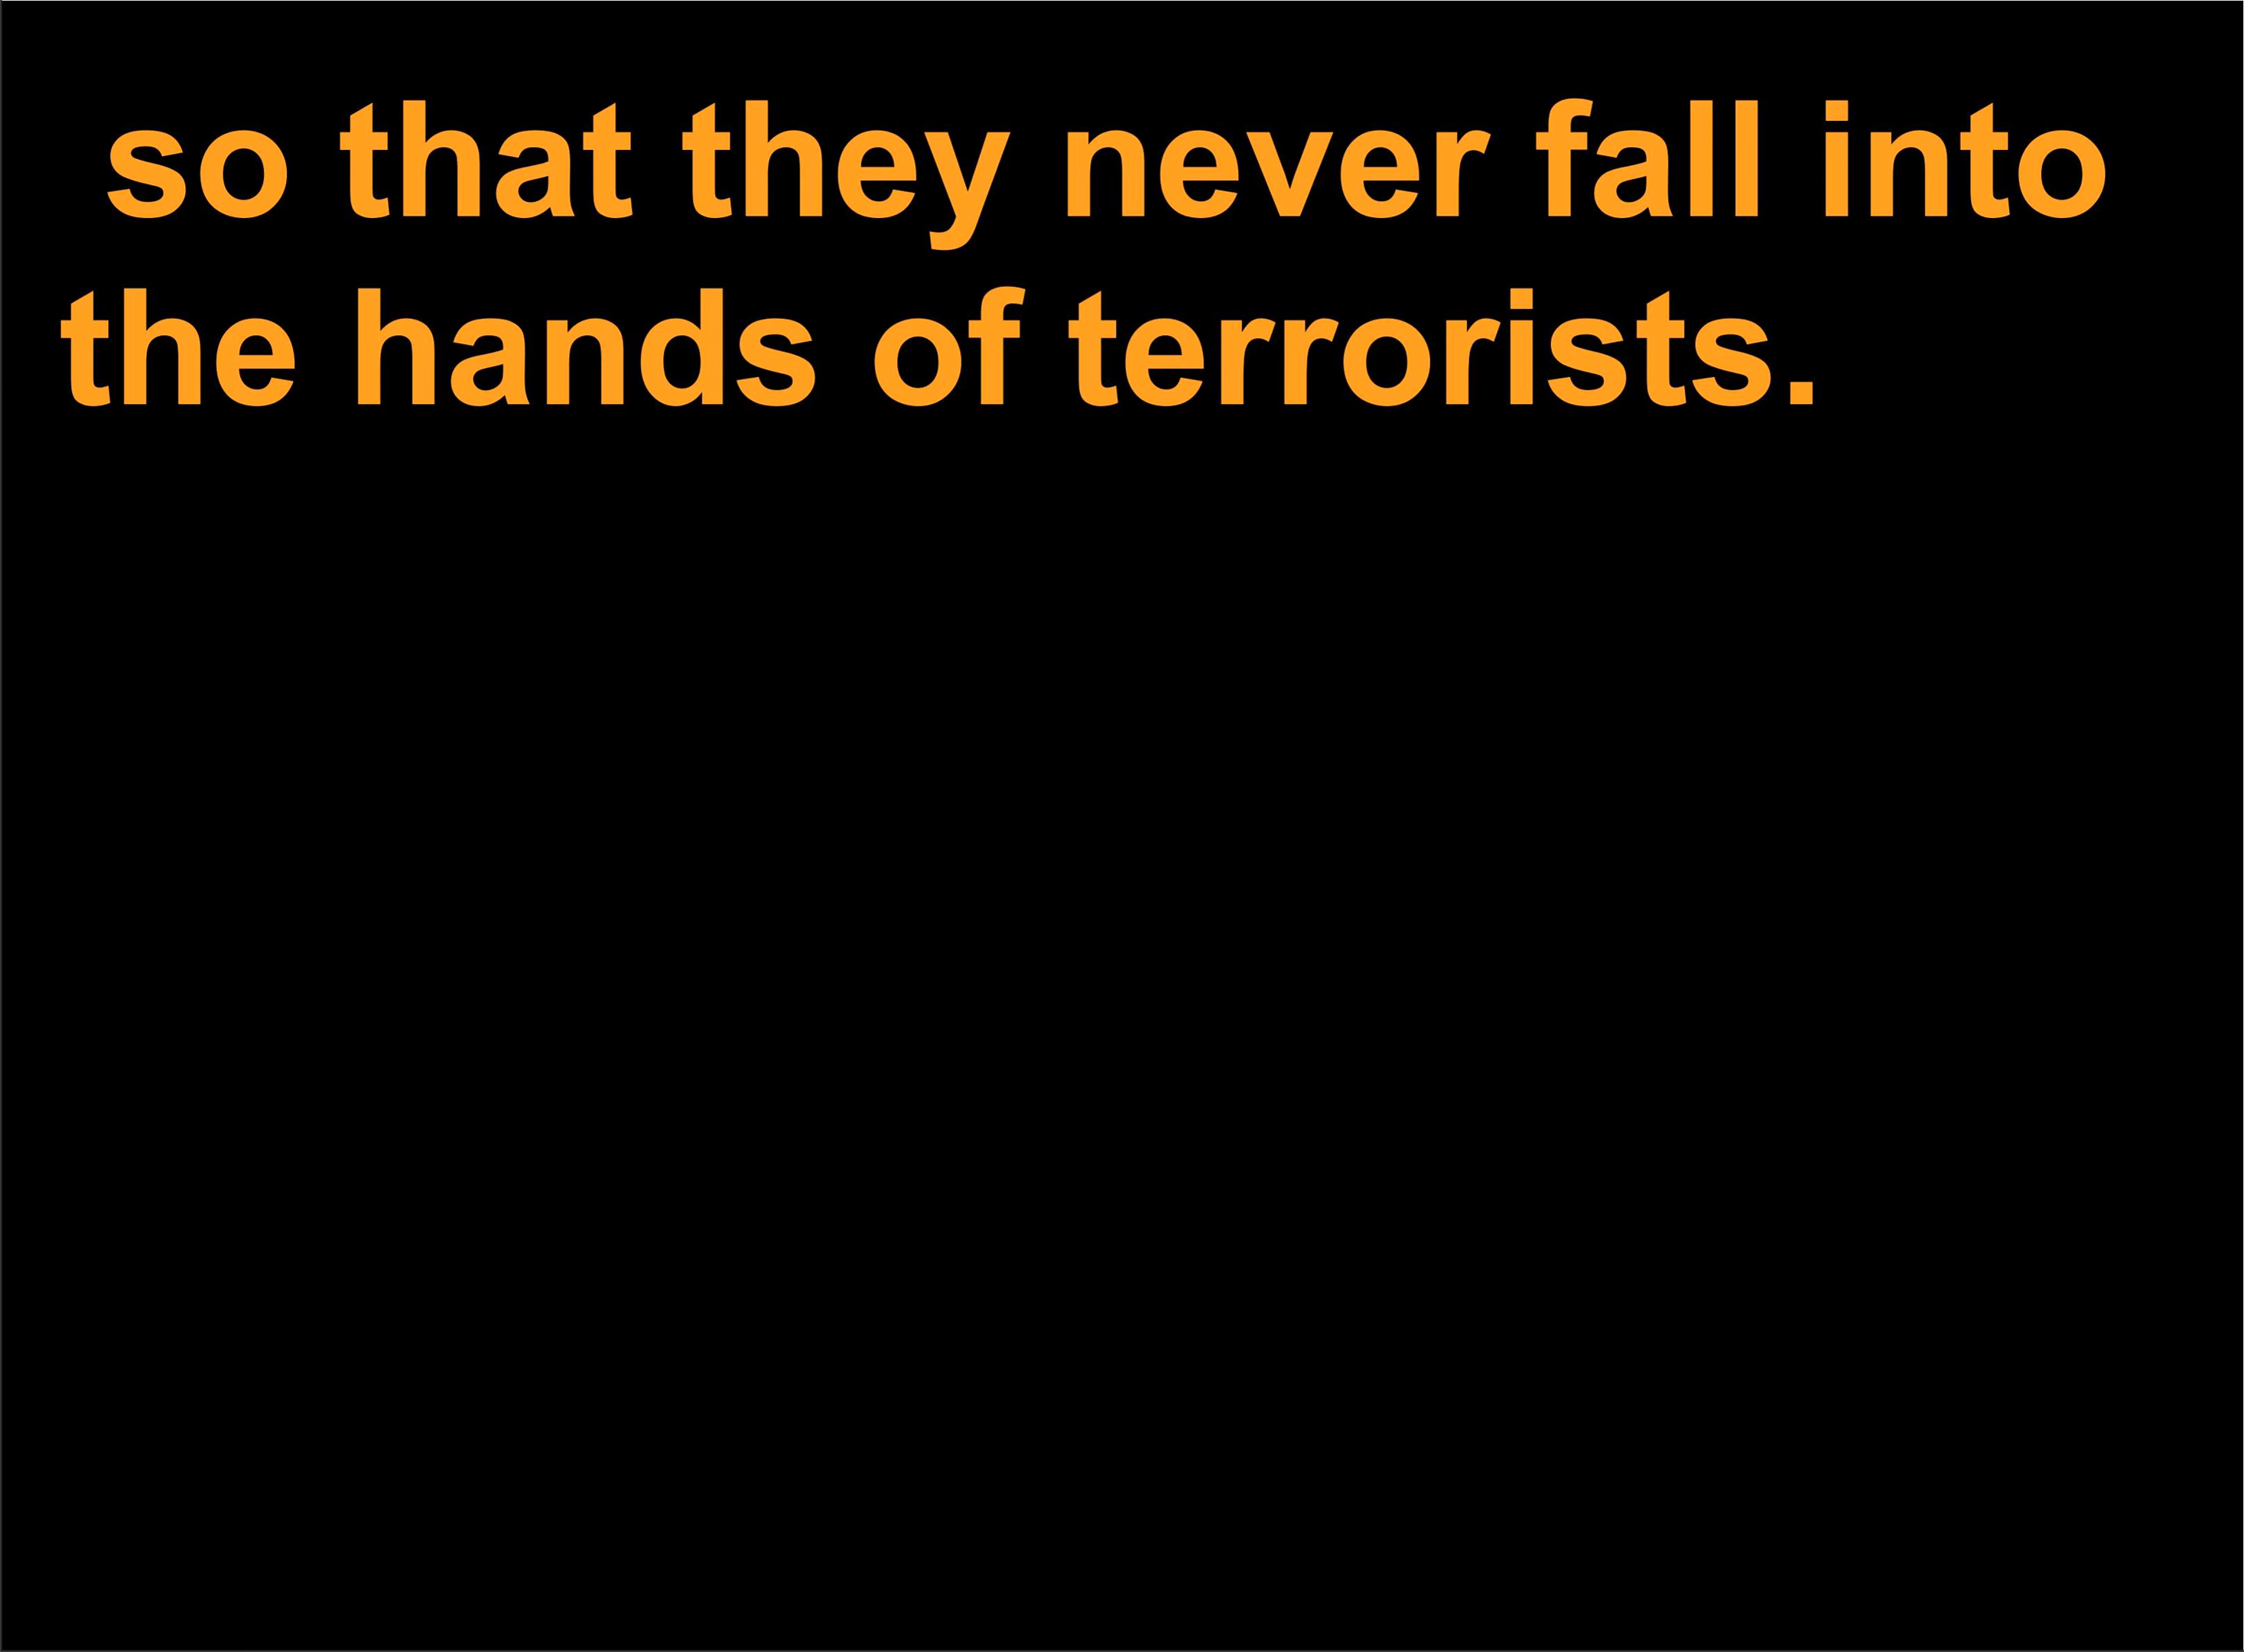 so that they never fall into
the hands of terrorists.